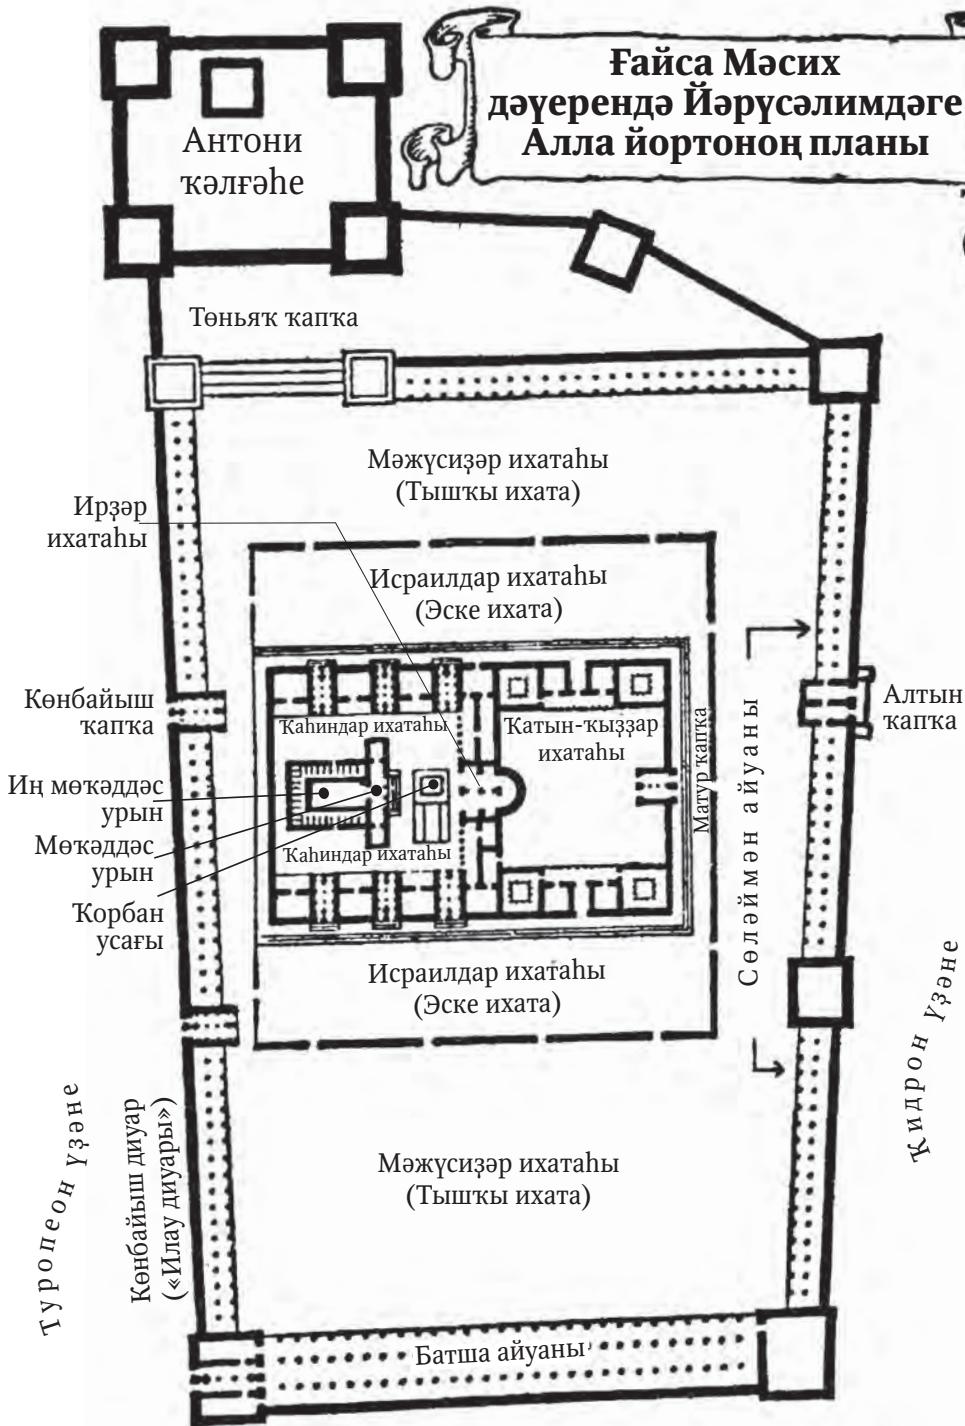 Ғайса Мәсих
дәүерендә Йәрүсәлимдәге
Алла йортоноң планы
Антони
ҡәлғәһе
Төньяҡ ҡапҡа
Мәжүсиҙәр ихатаһы
(Тышҡы ихата)
Ирҙәр
ихатаһы
Исраилдар ихатаһы
(Эске ихата)
Көнбайыш
ҡапҡа
Ҡаһиндар ихатаһы
Ҡатын-ҡыҙҙар
ихатаһы
Матур ҡапҡа
Сөләймән айуаны
Алтын
ҡапҡа
Иң мөҡәддәс
урын
Мөҡәддәс
урын
Ҡаһиндар ихатаһы
Ҡорбан
усағы
Исраилдар ихатаһы
(Эске ихата)
Ҡидрон үҙәне
Туропеон үҙәне
Көнбайыш диуар
(«Илау диуары»)
Мәжүсиҙәр ихатаһы
(Тышҡы ихата)
Батша айуаны